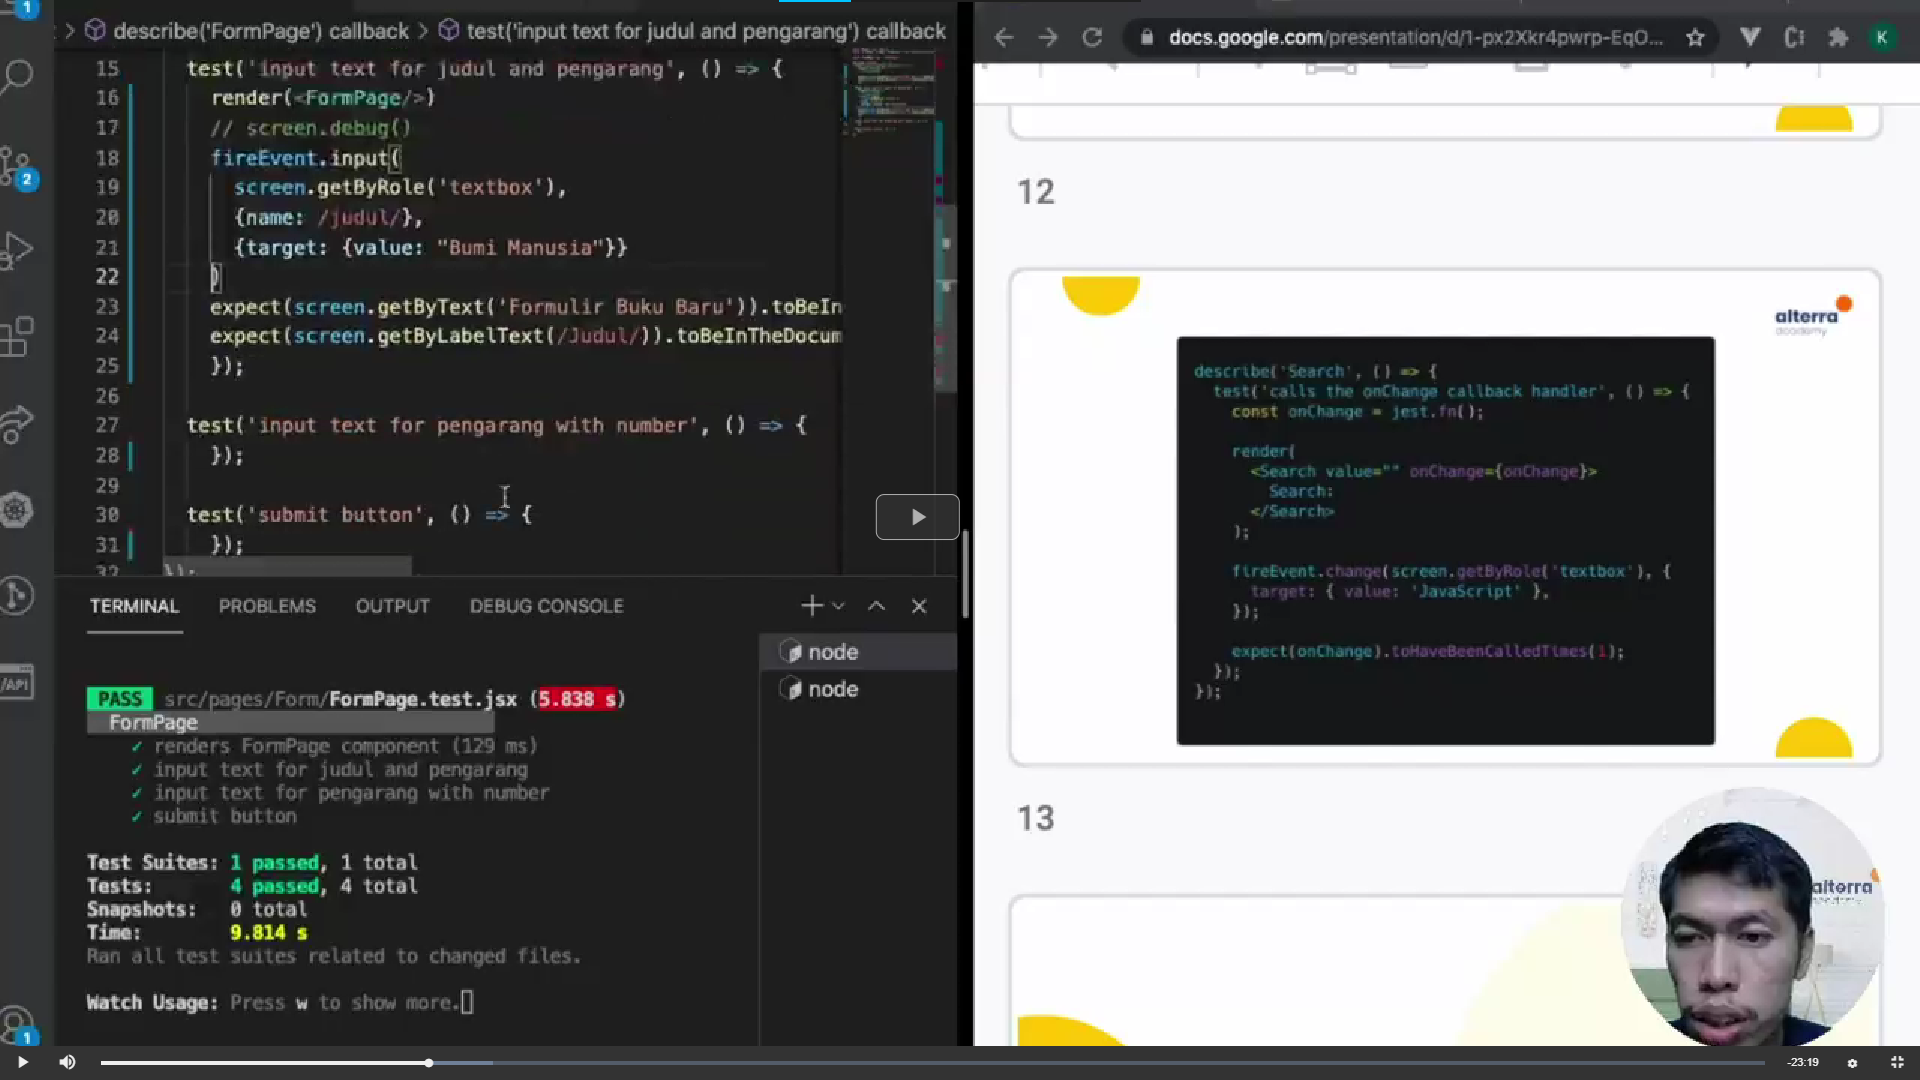 describe('FormPage') callback > test('input text for judul and pengarang') callback
15 test('input text for judul and pengarang', () => {
16 render(<FormPage/>)
17 // screen.debug()
18 fireEvent.input(
19 screen.getByRole('textbox'),
20 {name: /judul/},
21 {target: {value: "Bumi Manusia"}}
22 )
23 expect(screen.getByText('Formulir Buku Baru')).toBeIn
24 expect(screen.getByLabelText(/Judul/)).toBeInTheDocum
25 });
26
27 test('input text for pengarang with number', () => {
28 });
29
30 test('submit button', () => {
31 });
32 });
1
2
/API
1
TERMINAL PROBLEMS OUTPUT DEBUG CONSOLE
node
node
PASS src/pages/Form/FormPage.test.jsx (5.838 s)
FormPage
✓ renders FormPage component (129 ms)
✓ input text for judul and pengarang
✓ input text for pengarang with number
✓ submit button
Test Suites: 1 passed, 1 total
Tests: 4 passed, 4 total
Snapshots: 0 total
Time: 9.814 s
Ran all test suites related to changed files.
Watch Usage: Press w to show more.
docs.google.com/presentation/d/1-px2Xkr4pwrp-EqO...
K
12
alterra
academy
describe('Search', () => {
test('calls the onChange callback handler', () => {
const onChange = jest.fn();
render(
<Search value="" onChange={onChange}>
Search:
</Search>
);
fireEvent.change(screen.getByRole('textbox'), {
target: { value: 'JavaScript' },
});
expect(onChange).toHaveBeenCalledTimes(1);
});
});
13
alterra
academy
-23:19